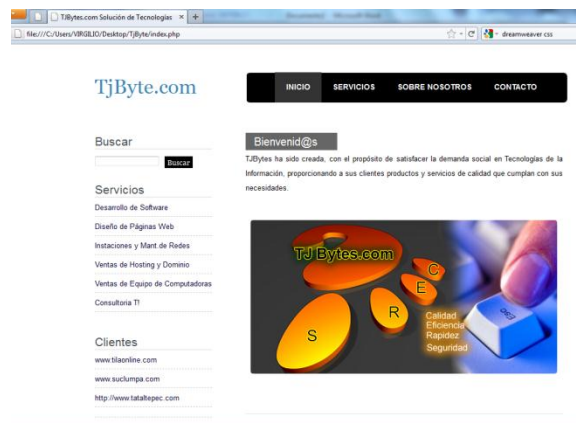 TJBytes.com Solución de Tecnologías
file:///C:/Users/VIRGILIO/Desktop/TjByte/index.php
dreamweaver css
TjByte.com
INICIO SERVICIOS SOBRE NOSOTROS CONTACTO
Buscar
Buscar
Servicios
Desarrollo de Software
Diseño de Páginas Web
Instaciones y Mant de Redes
Ventas de Hosting y Dominio
Ventas de Equipo de Computadoras
Consultoria T!
Clientes
www.tilaonline.com
www.suclumpa.com
http://www.tataltepec.com
Bienvenid@s
TJBytes ha sido creada, con el propósito de satisfacer la demanda social en Tecnologías de la
Información, proporcionando a sus clientes productos y servicios de calidad que cumplan con sus
necesidades.
TJ Bytes.com
S
R
E
C
Calidad
Eficiencia
Rapidez
Seguridad
ESC